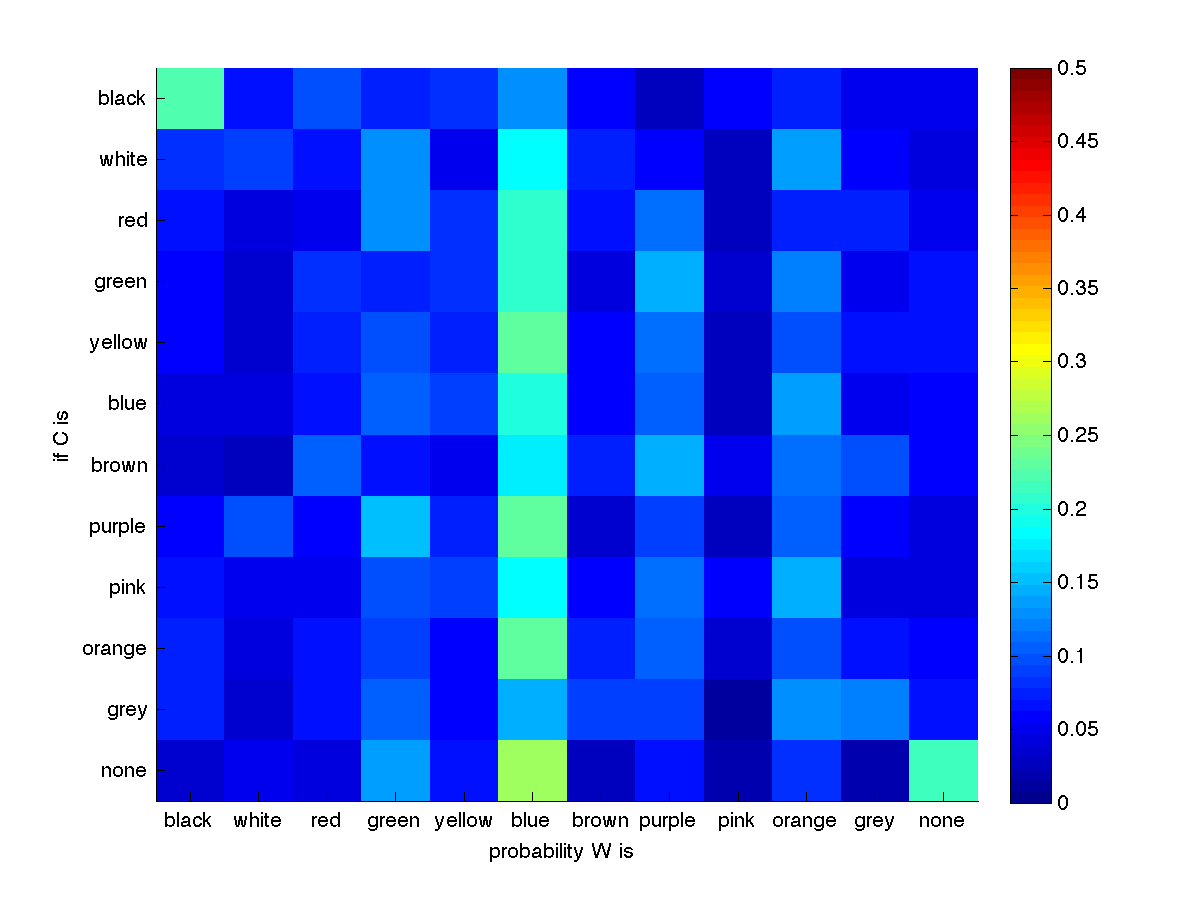 black
white
red
green
yellow
blue
brown
purple
pink
orange
grey
none
if C is
black white red green yellow blue brown purple pink orange grey none
probability W is
0.5
0.45
0.4
0.35
0.3
0.25
0.2
0.15
0.1
0.05
0